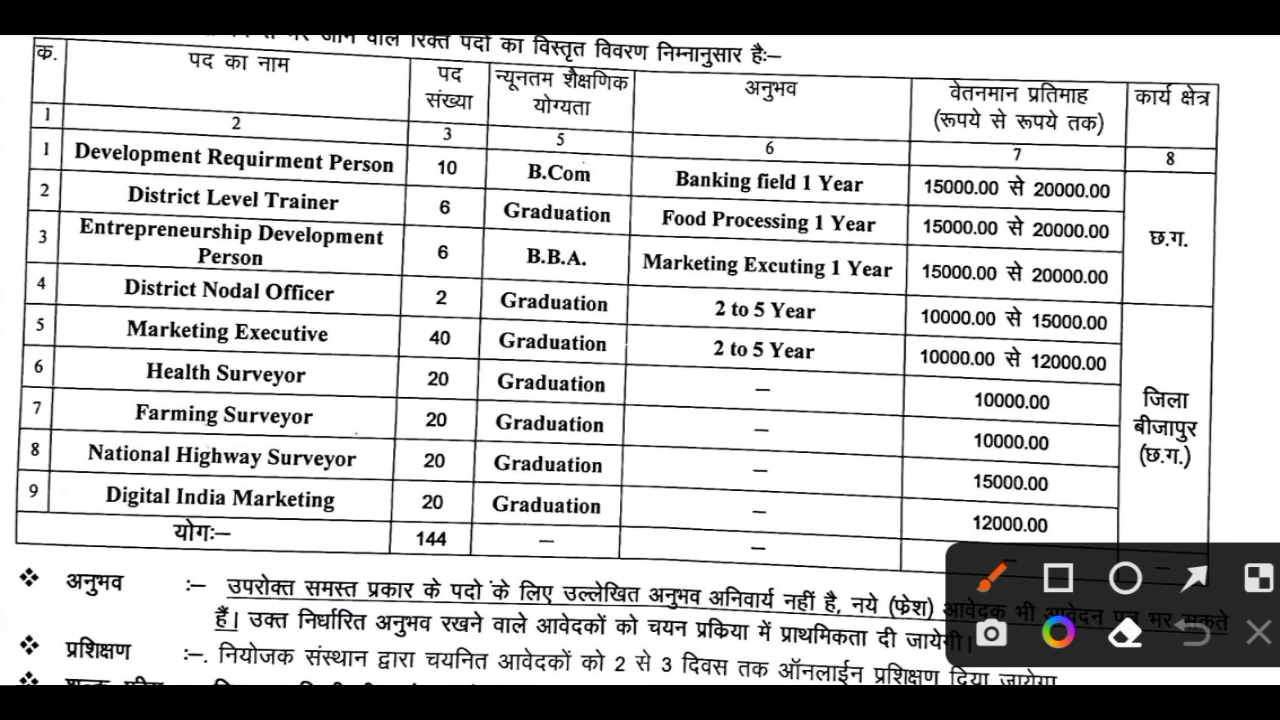 वाले रिक्त पदों का विस्तृत विवरण निम्नानुसार हैः–
क. पद का नाम पद संख्या न्यूनतम शैक्षणिक योग्यता अनुभव वेतनमान प्रतिमाह (रूपये से रूपये तक) कार्य क्षेत्र
1 2 3 5 6 7 8
1 Development Requirment Person 10 B.Com Banking field 1 Year 15000.00 से 20000.00 छ.ग.
2 District Level Trainer 6 Graduation Food Processing 1 Year 15000.00 से 20000.00
3 Entrepreneurship Development Person 6 B.B.A. Marketing Excuting 1 Year 15000.00 से 20000.00
4 District Nodal Officer 2 Graduation 2 to 5 Year 10000.00 से 15000.00 जिला बीजापुर (छ.ग.)
5 Marketing Executive 40 Graduation 2 to 5 Year 10000.00 से 12000.00
6 Health Surveyor 20 Graduation – 10000.00
7 Farming Surveyor 20 Graduation – 10000.00
8 National Highway Surveyor 20 Graduation – 15000.00
9 Digital India Marketing 20 Graduation – 12000.00
योगः– 144 – – – –
❖ अनुभव :– उपरोक्त समस्त प्रकार के पदो के लिए उल्लेखित अनुभव अनिवार्य नहीं है, नये (फ्रेश) आवेदक भी आवेदन पत्र भर सकते
हैं। उक्त निर्धारित अनुभव रखने वाले आवेदकों को चयन प्रकिया में प्राथमिकता दी जायेगी।
❖ प्रशिक्षण :–. नियोजक संस्थान द्वारा चयनित आवेदकों को 2 से 3 दिवस तक ऑनलाईन प्रशिक्षण दिया जायेगा